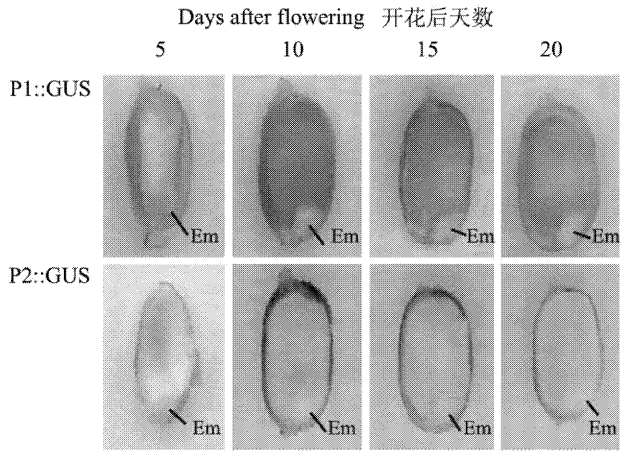 Days after flowering 开花后天数
5 10 15 20
P1::GUS
Em Em Em Em
P2::GUS
Em Em Em Em